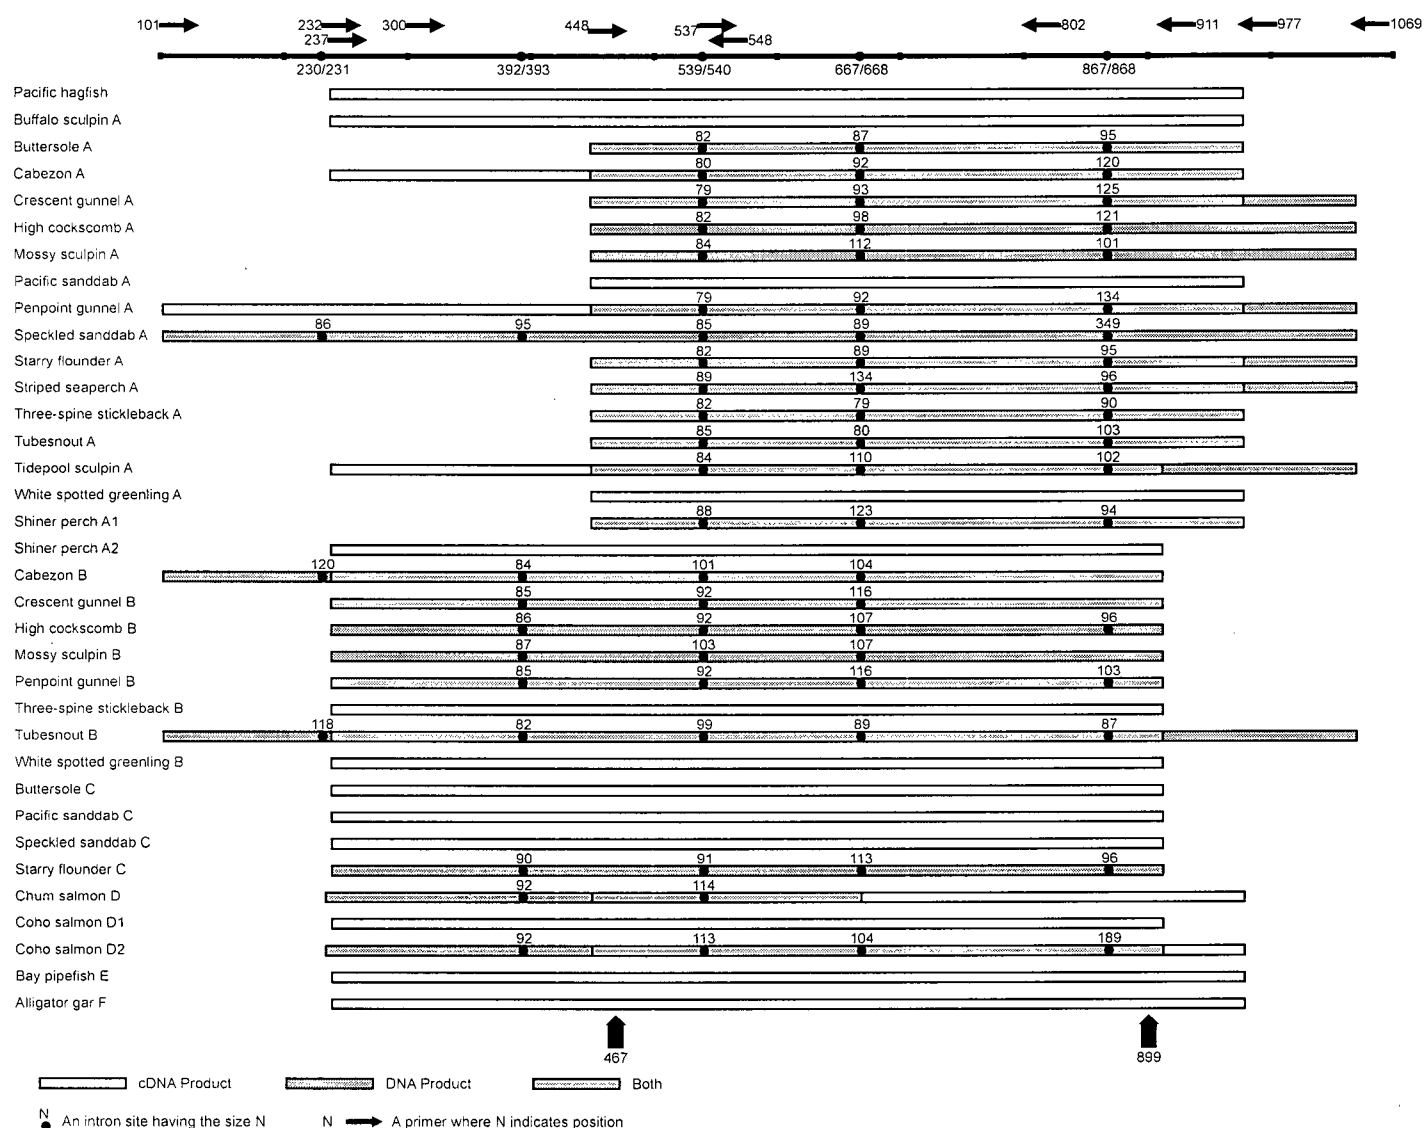 101 232 300 448 537 802 911 977 1069
237 548
230/231 392/393 539/540 667/668 867/868
Pacific hagfish
Buffalo sculpin A
Buttersole A 82 87 95
Cabezon A 80 92 120
Crescent gunnel A 79 93 125
High cockscomb A 82 98 121
Mossy sculpin A 84 112 101
Pacific sanddab A
Penpoint gunnel A 79 92 134
Speckled sanddab A 86 95 85 89 349
Starry flounder A 82 89 95
Striped seaperch A 89 134 96
Three-spine stickleback A 82 79 90
Tubesnout A 85 80 103
Tidepool sculpin A 84 110 102
White spotted greenling A
Shiner perch A1 88 123 94
Shiner perch A2
Cabezon B 120 84 101 104
Crescent gunnel B 85 92 116
High cockscomb B 86 92 107 96
Mossy sculpin B 87 103 107
Penpoint gunnel B 85 92 116 103
Three-spine stickleback B
Tubesnout B 118 82 99 89 87
White spotted greenling B
Buttersole C
Pacific sanddab C
Speckled sanddab C
Starry flounder C 90 91 113 96
Chum salmon D 92 114
Coho salmon D1
Coho salmon D2 92 113 104 189
Bay pipefish E
Alligator gar F
467 899
cDNA Product DNA Product Both
N An intron site having the size N N A primer where N indicates position